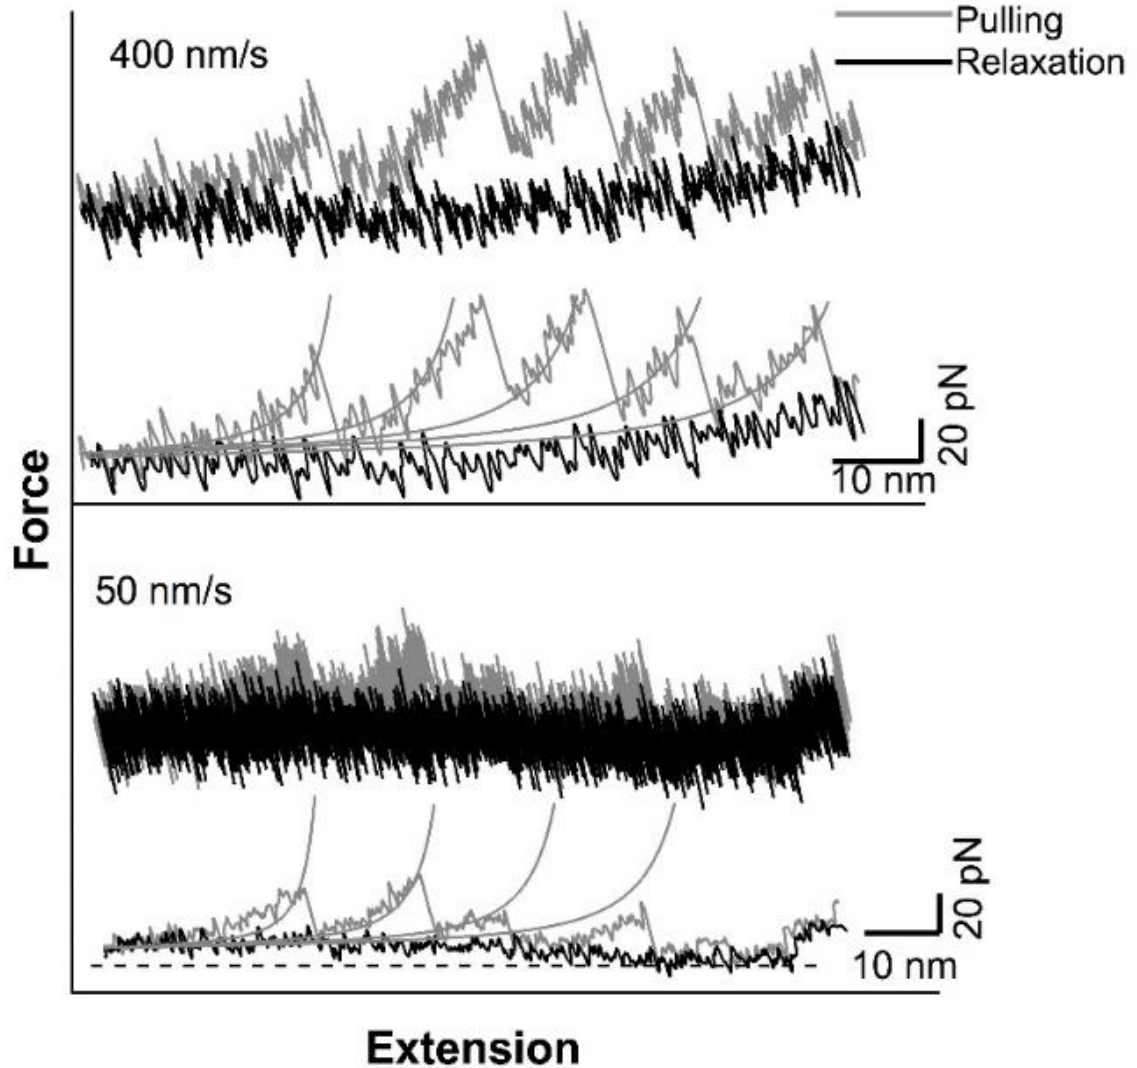 Pulling
Relaxation
400 nm/s
20 pN
10 nm
Force
50 nm/s
20 pN
10 nm
Extension